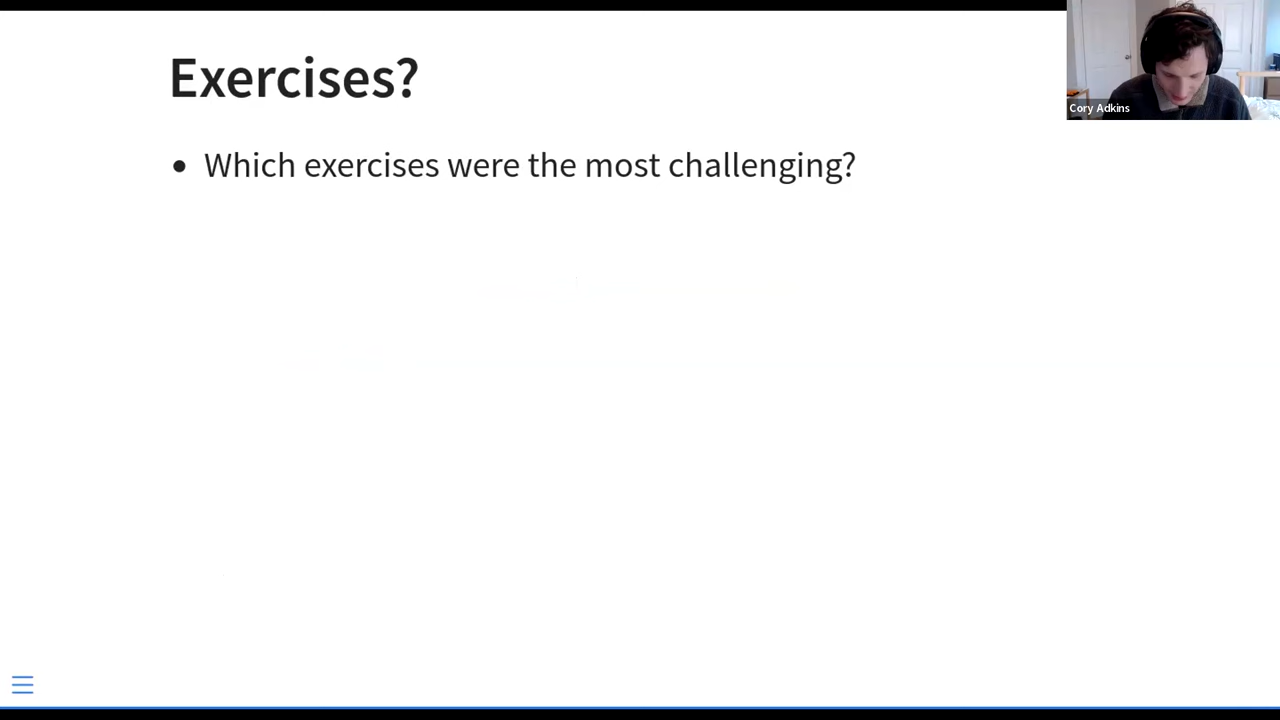 Exercises?
Cory Adkins
• Which exercises were the most challenging?